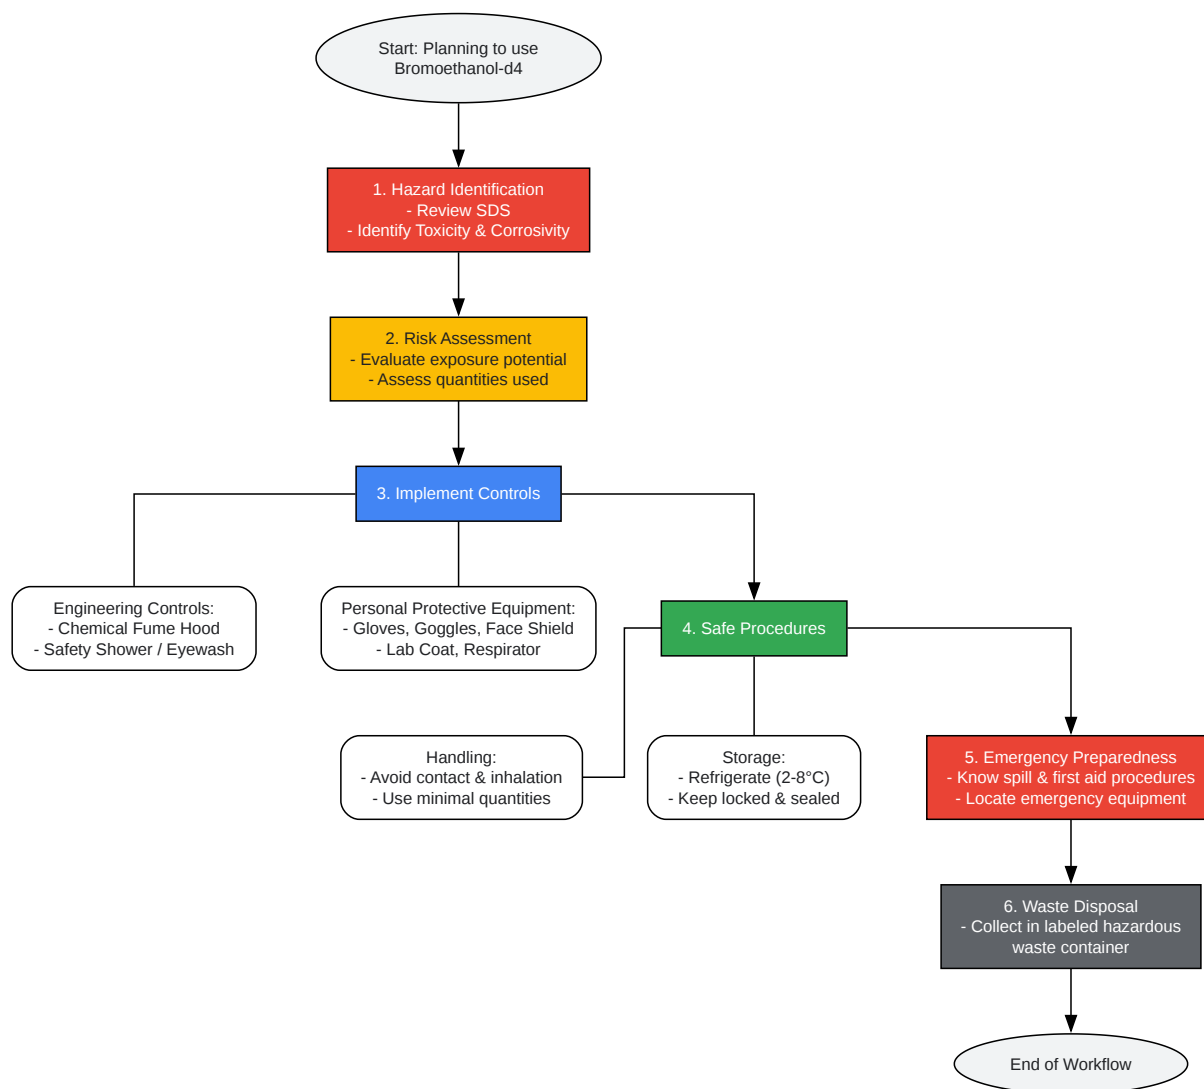 Start: Planning to use
Bromoethanol-d4
1. Hazard Identification
- Review SDS
- Identify Toxicity & Corrosivity
2. Risk Assessment
- Evaluate exposure potential
- Assess quantities used
3. Implement Controls
Engineering Controls:
- Chemical Fume Hood
- Safety Shower / Eyewash
Personal Protective Equipment:
- Gloves, Goggles, Face Shield
- Lab Coat, Respirator
4. Safe Procedures
Handling:
- Avoid contact & inhalation
- Use minimal quantities
Storage:
- Refrigerate (2-8°C)
- Keep locked & sealed
5. Emergency Preparedness
- Know spill & first aid procedures
- Locate emergency equipment
6. Waste Disposal
- Collect in labeled hazardous
waste container
End of Workflow